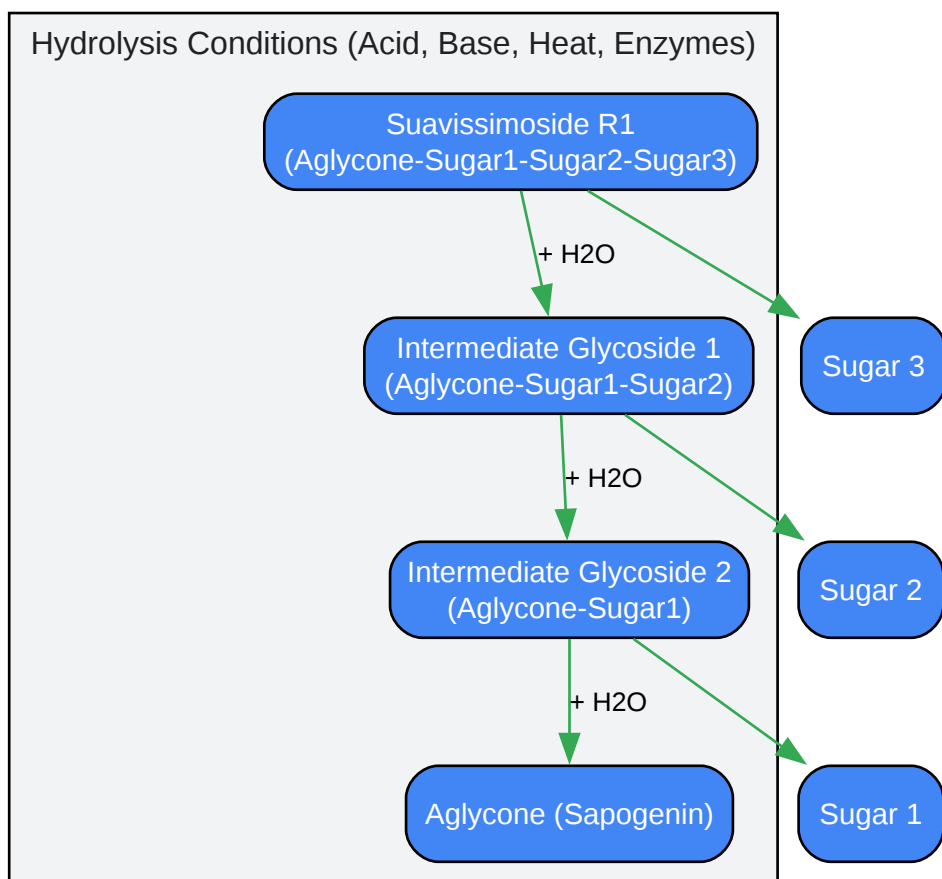 Hydrolysis Conditions (Acid, Base, Heat, Enzymes)
Suavissimoside R1
(Aglycone-Sugar1-Sugar2-Sugar3)
+ H2O
Intermediate Glycoside 1
(Aglycone-Sugar1-Sugar2)
Sugar 3
+ H2O
Intermediate Glycoside 2
(Aglycone-Sugar1)
Sugar 2
+ H2O
Aglycone (Sapogenin)
Sugar 1